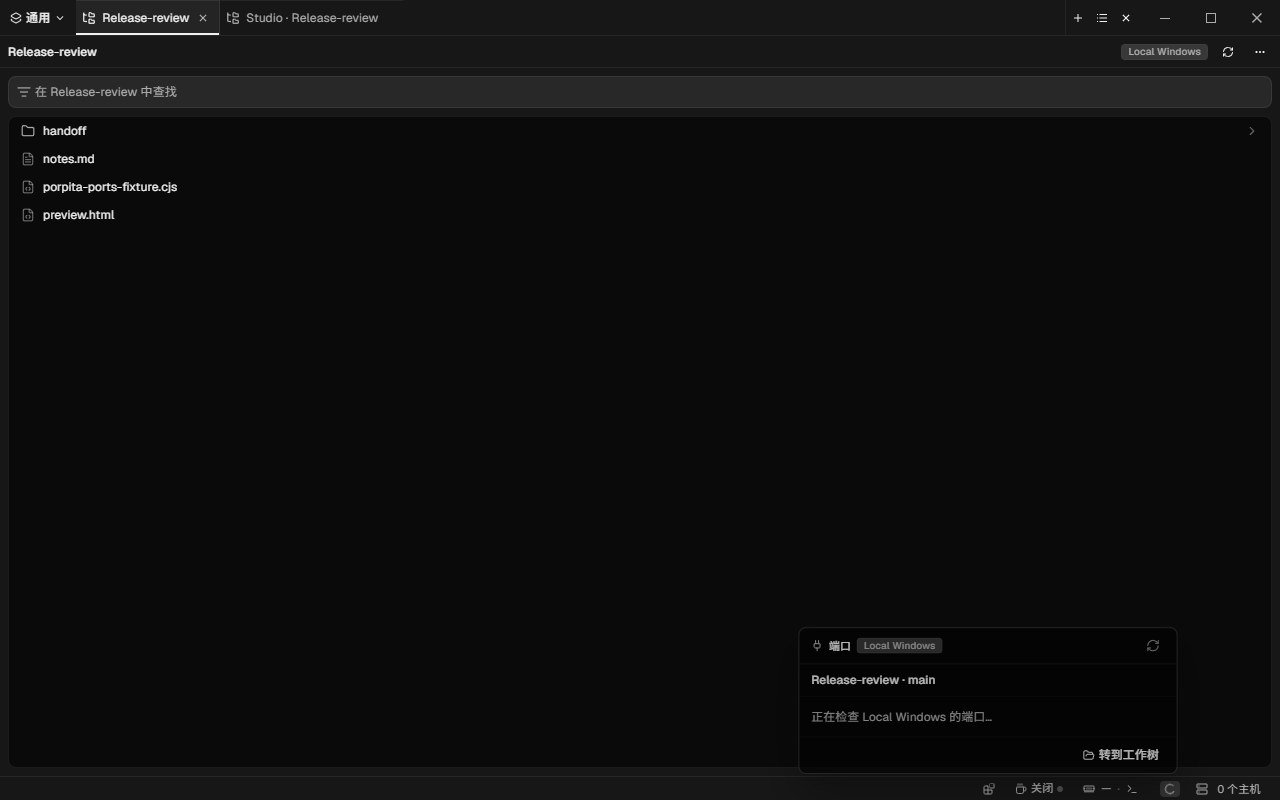 通用 Release-review Studio · Release-review
Release-review Local Windows
在 Release-review 中查找
handoff
notes.md
porpita-ports-fixture.cjs
preview.html
端口 Local Windows
Release-review · main
正在检查 Local Windows 的端口…
转到工作树
关闭 — · 0 个主机